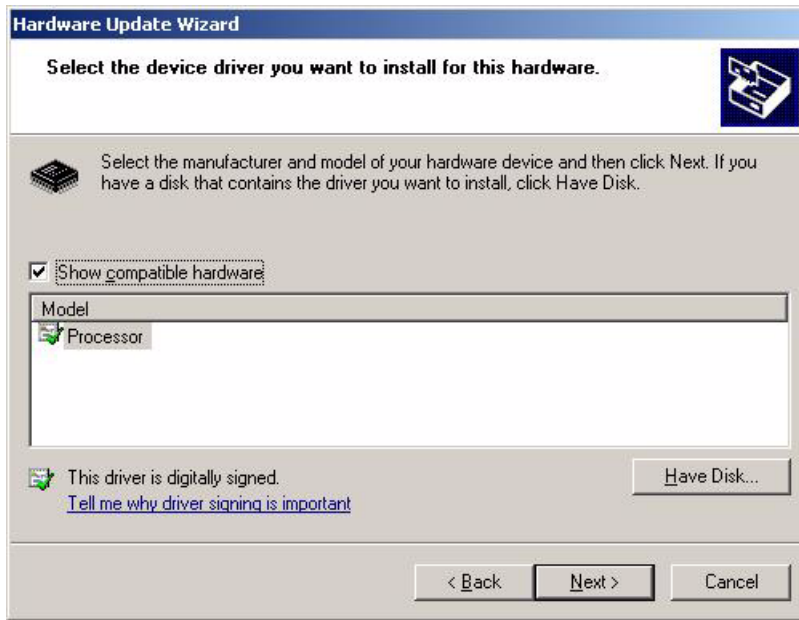 Hardware Update Wizard
Select the device driver you want to install for this hardware.
Select the manufacturer and model of your hardware device and then click Next. If you
have a disk that contains the driver you want to install, click Have Disk.
Show compatible hardware
Model
Processor
This driver is digitally signed.
Tell me why driver signing is important
Have Disk...
< Back
Next >
Cancel